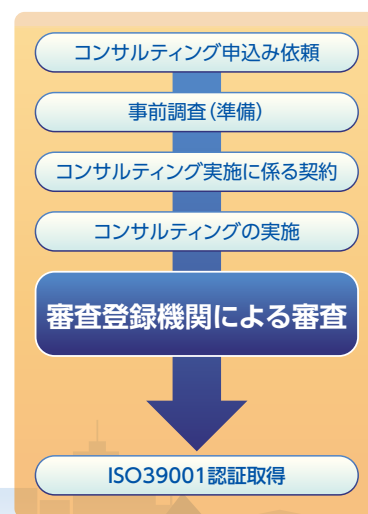 コンサルティング申込み依頼
事前調査(準備)
コンサルティング実施に係る契約
コンサルティングの実施
審査登録機関による審査
ISO39001認証取得